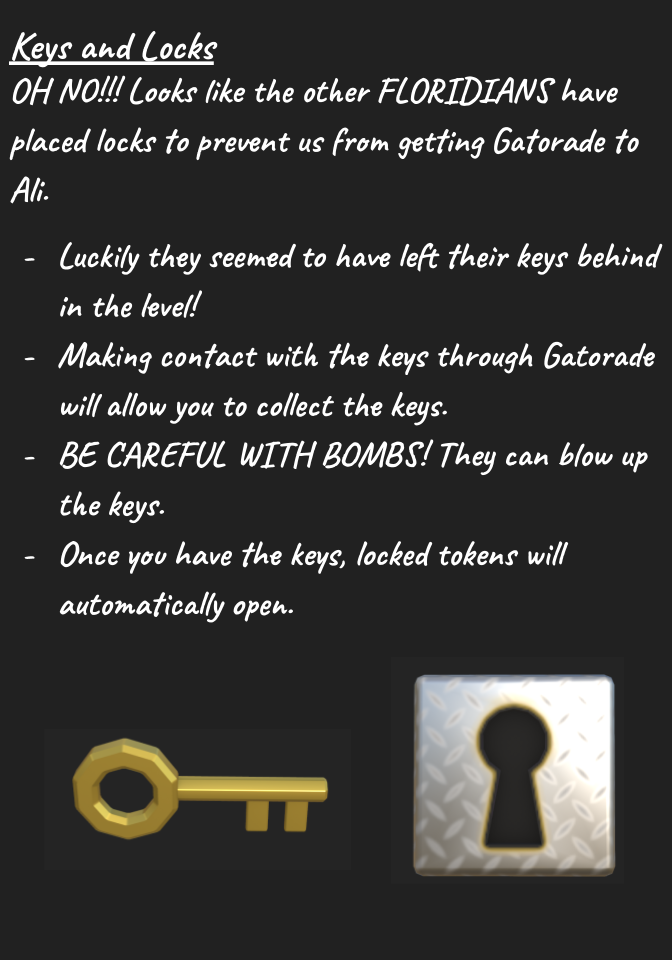 Keys and Locks
OH NO!!! Looks like the other FLORIDIANS have
placed locks to prevent us from getting Gatorade to
Ali.
- Luckily they seemed to have left their keys behind
in the level!
- Making contact with the keys through Gatorade
will allow you to collect the keys.
- BE CAREFUL WITH BOMBS! They can blow up
the keys.
- Once you have the keys, locked tokens will
automatically open.